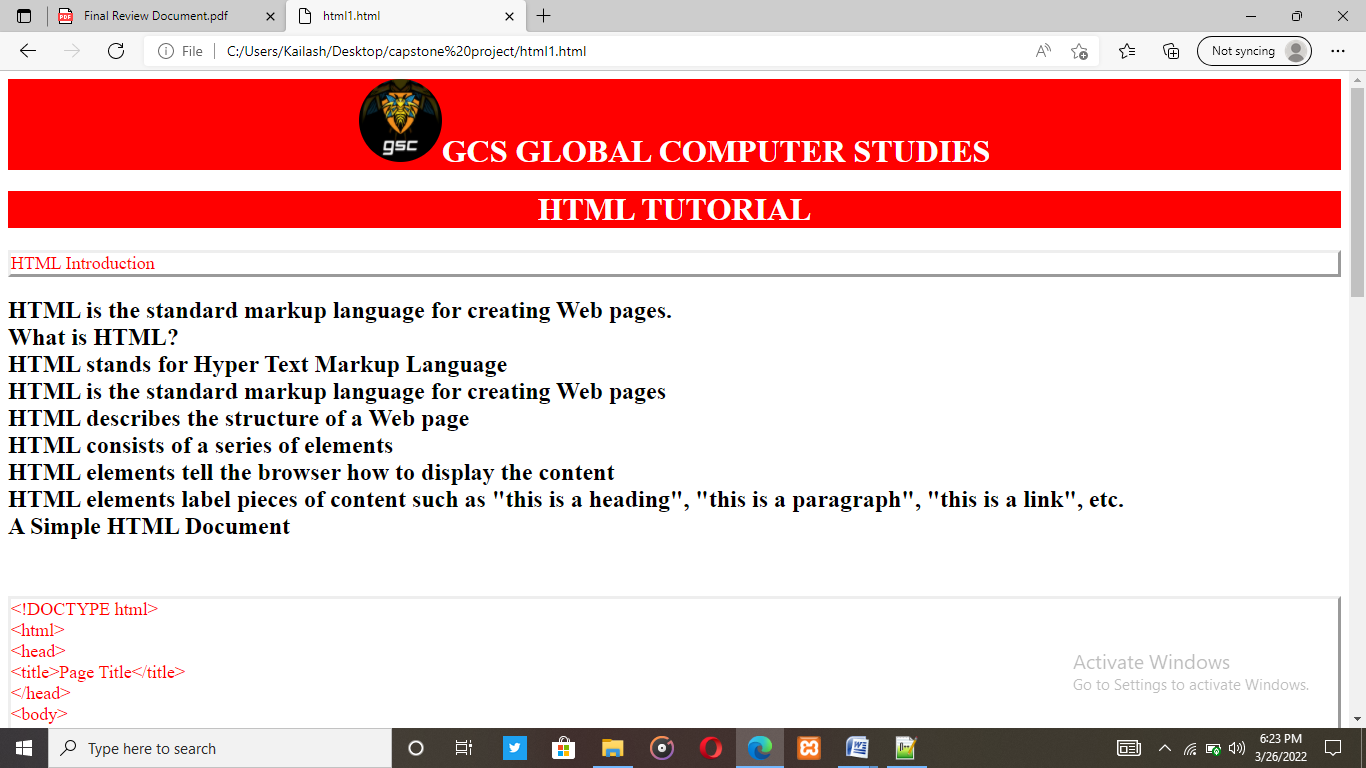 Final Review Document.pdf
html1.html
File
C:/Users/Kailash/Desktop/capstone%20project/html1.html
Not syncing
gsc
GCS GLOBAL COMPUTER STUDIES
HTML TUTORIAL
HTML Introduction
HTML is the standard markup language for creating Web pages.
What is HTML?
HTML stands for Hyper Text Markup Language
HTML is the standard markup language for creating Web pages
HTML describes the structure of a Web page
HTML consists of a series of elements
HTML elements tell the browser how to display the content
HTML elements label pieces of content such as "this is a heading", "this is a paragraph", "this is a link", etc.
A Simple HTML Document
<!DOCTYPE html>
<html>
<head>
<title>Page Title</title>
</head>
<body>
Activate Windows
Go to Settings to activate Windows.
Type here to search
6:23 PM
3/26/2022